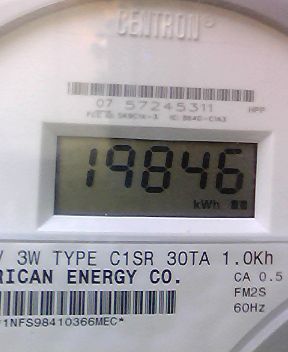 CENTRON®
07 57245311 HPP
19846
kWh
V 3W TYPE C1SR 30TA 1.0Kh
RICAN ENERGY CO.
CA 0.5
FM2S
60Hz
1NFS98410366MEC*